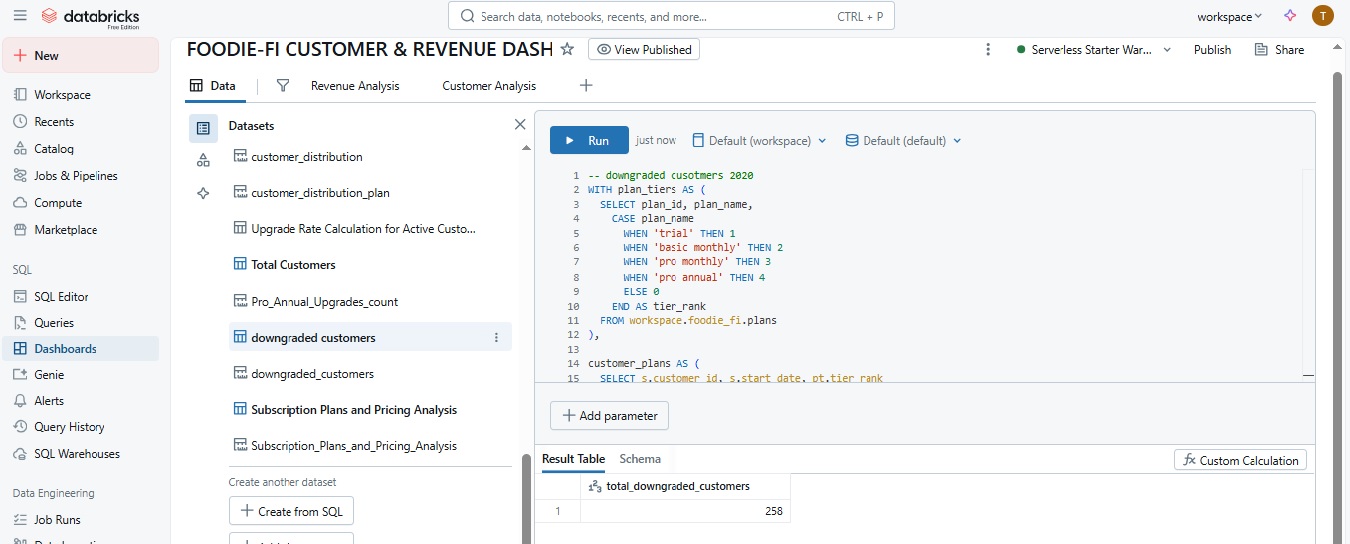 databricks
Free Edition
Search data, notebooks, recents, and more...
CTRL + P
workspace
T
New
Workspace
Recents
Catalog
Jobs & Pipelines
Compute
Marketplace
SQL
SQL Editor
Queries
Dashboards
Genie
Alerts
Query History
SQL Warehouses
Data Engineering
Job Runs
FOODIE-FI CUSTOMER & REVENUE DASH
View Published
Serverless Starter War...
Publish
Share
Data
Revenue Analysis
Customer Analysis
Datasets
customer_distribution
customer_distribution_plan
Upgrade Rate Calculation for Active Custo...
Total Customers
Pro_Annual_Upgrades_count
downgraded customers
downgraded_customers
Subscription Plans and Pricing Analysis
Subscription_Plans_and_Pricing_Analysis
Create another dataset
Create from SQL
Run
just now
Default (workspace)
Default (default)
1 -- downgraded cusotmers 2020
2 WITH plan_tiers AS (
3 SELECT plan_id, plan_name,
4 CASE plan_name
5 WHEN 'trial' THEN 1
6 WHEN 'basic monthly' THEN 2
7 WHEN 'pro monthly' THEN 3
8 WHEN 'pro annual' THEN 4
9 ELSE 0
10 END AS tier_rank
11 FROM workspace.foodie_fi.plans
12 ),
13
14 customer_plans AS (
15 SELECT s.customer_id, s.start_date, pt.tier_rank
Add parameter
Result Table
Schema
Custom Calculation
123 total_downgraded_customers
1 258